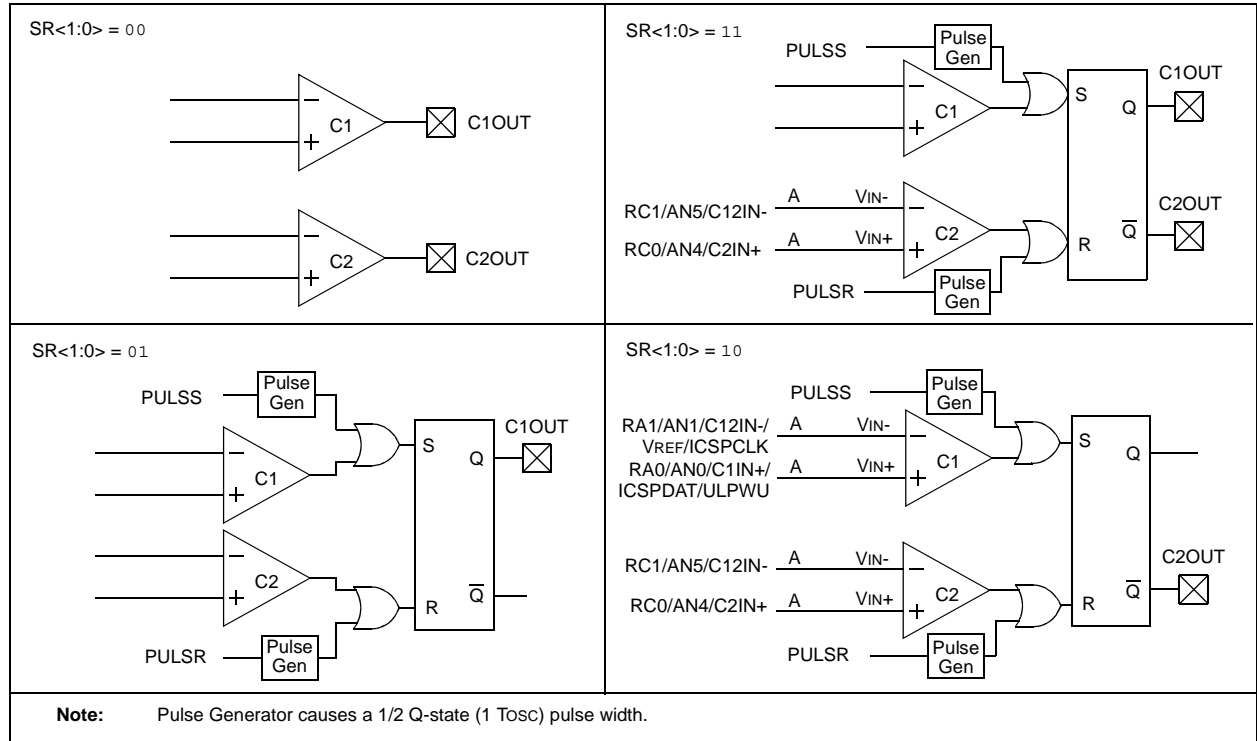 SR<1:0> = 00
−
C1
+
C1OUT
−
C2
+
C2OUT
SR<1:0> = 11
PULSS
Pulse
Gen
−
C1
+
S
Q
C1OUT
RC1/AN5/C12IN-
A
VIN-
−
RC0/AN4/C2IN+
A
VIN+
+
C2
R
Q
C2OUT
PULSR
Pulse
Gen
SR<1:0> = 01
PULSS
Pulse
Gen
−
C1
+
S
Q
C1OUT
−
C2
+
R
Q
PULSR
Pulse
Gen
SR<1:0> = 10
PULSS
Pulse
Gen
RA1/AN1/C12IN-/
VREF/ICSPCLK
A
VIN-
−
RA0/AN0/C1IN+/
ICSPDAT/ULPWU
A
VIN+
+
C1
S
Q
RC1/AN5/C12IN-
A
VIN-
−
RC0/AN4/C2IN+
A
VIN+
+
C2
R
Q
C2OUT
PULSR
Pulse
Gen
Note: Pulse Generator causes a 1/2 Q-state (1 TOSC) pulse width.